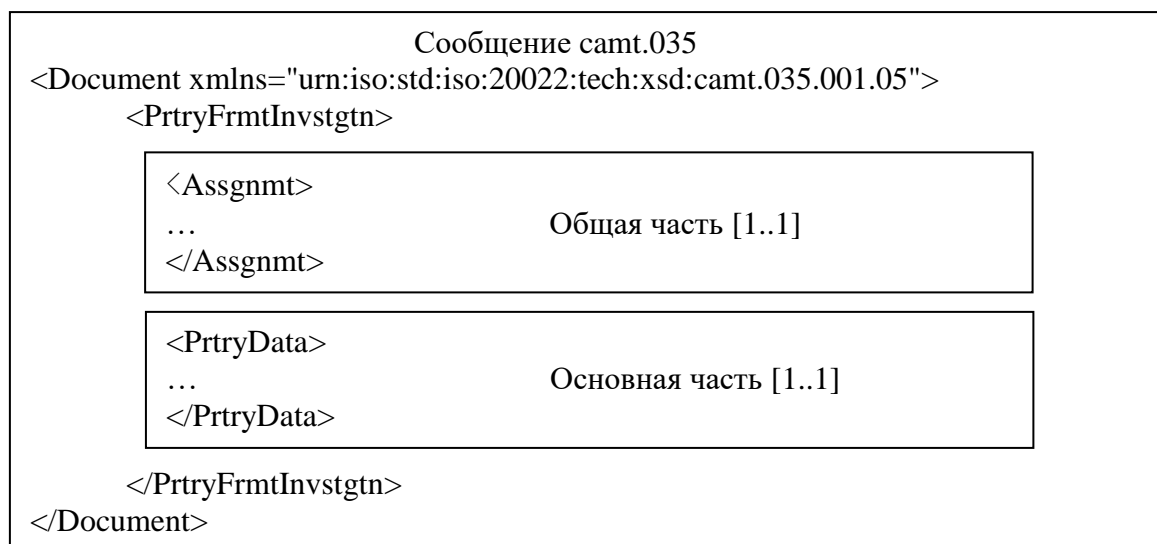 Сообщение camt.035
<Document xmlns="urn:iso:std:iso:20022:tech:xsd:camt.035.001.05">
<PrtryFrmtInvstgtn>
<Assgnmt>
… Общая часть [1..1]
</Assgnmt>
<PrtryData>
… Основная часть [1..1]
</PrtryData>
</PrtryFrmtInvstgtn>
</Document>